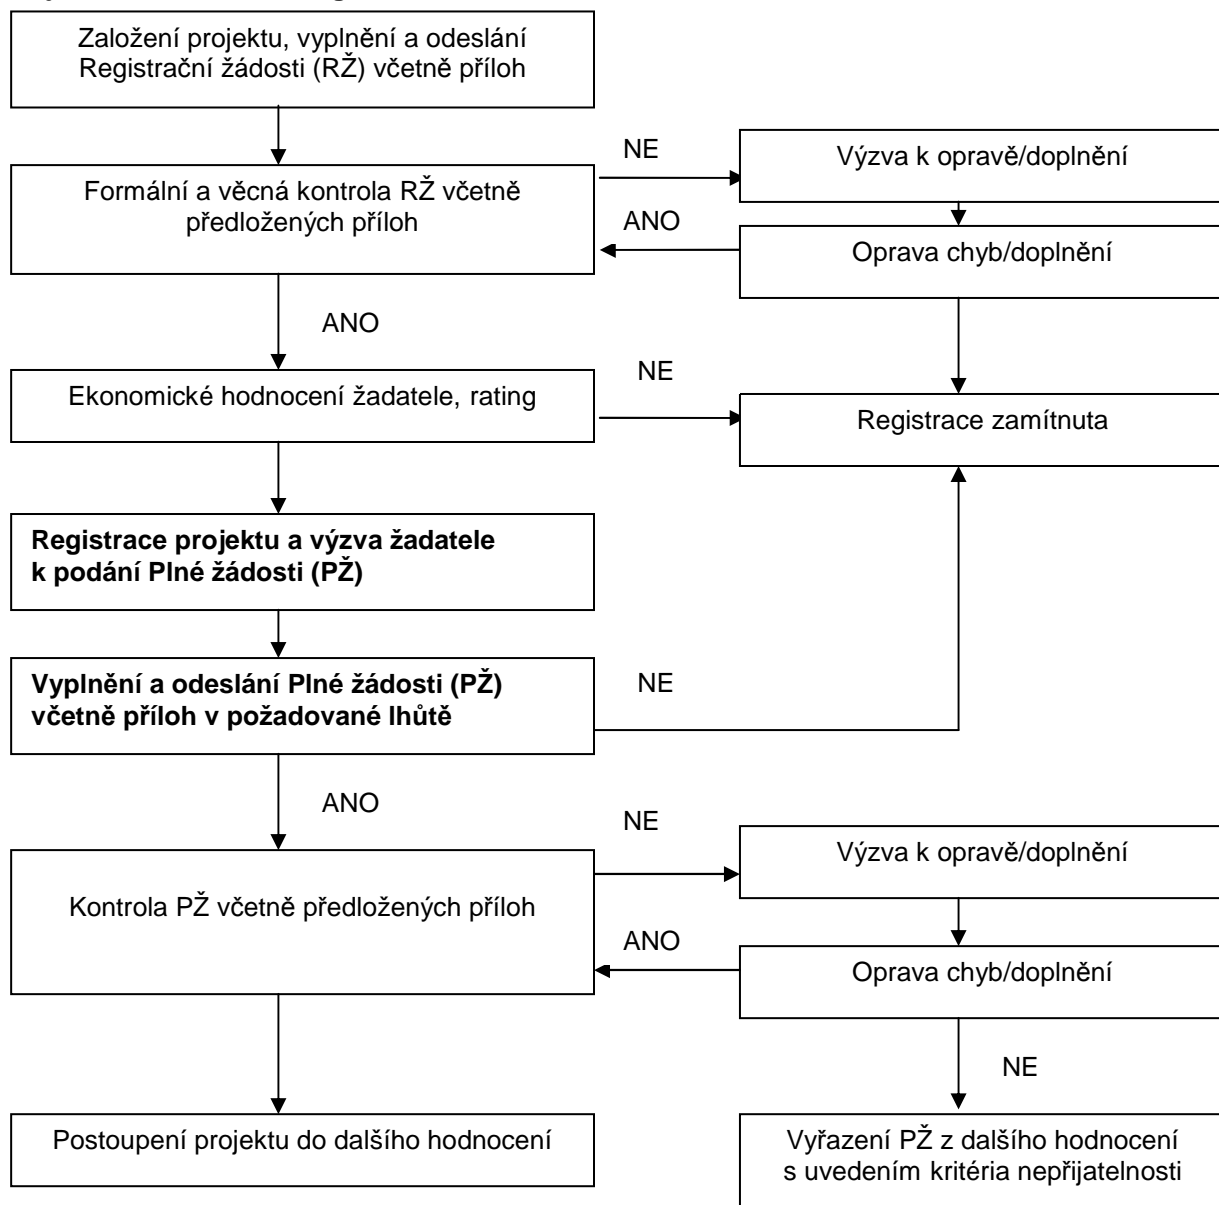 Založení projektu, vyplnění a odeslání
Registrační žádosti (RŽ) včetně příloh
NE
Výzva k opravě/doplnění
Formální a věcná kontrola RŽ včetně
předložených příloh
ANO
Oprava chyb/doplnění
ANO
NE
Ekonomické hodnocení žadatele, rating
Registrace zamítnuta
Registrace projektu a výzva žadatele
k podání Plné žádosti (PŽ)
Vyplnění a odeslání Plné žádosti (PŽ)
včetně příloh v požadované lhůtě
NE
ANO
NE
Výzva k opravě/doplnění
Kontrola PŽ včetně předložených příloh
ANO
Oprava chyb/doplnění
NE
Postoupení projektu do dalšího hodnocení
Vyřazení PŽ z dalšího hodnocení
s uvedením kritéria nepřijatelnosti